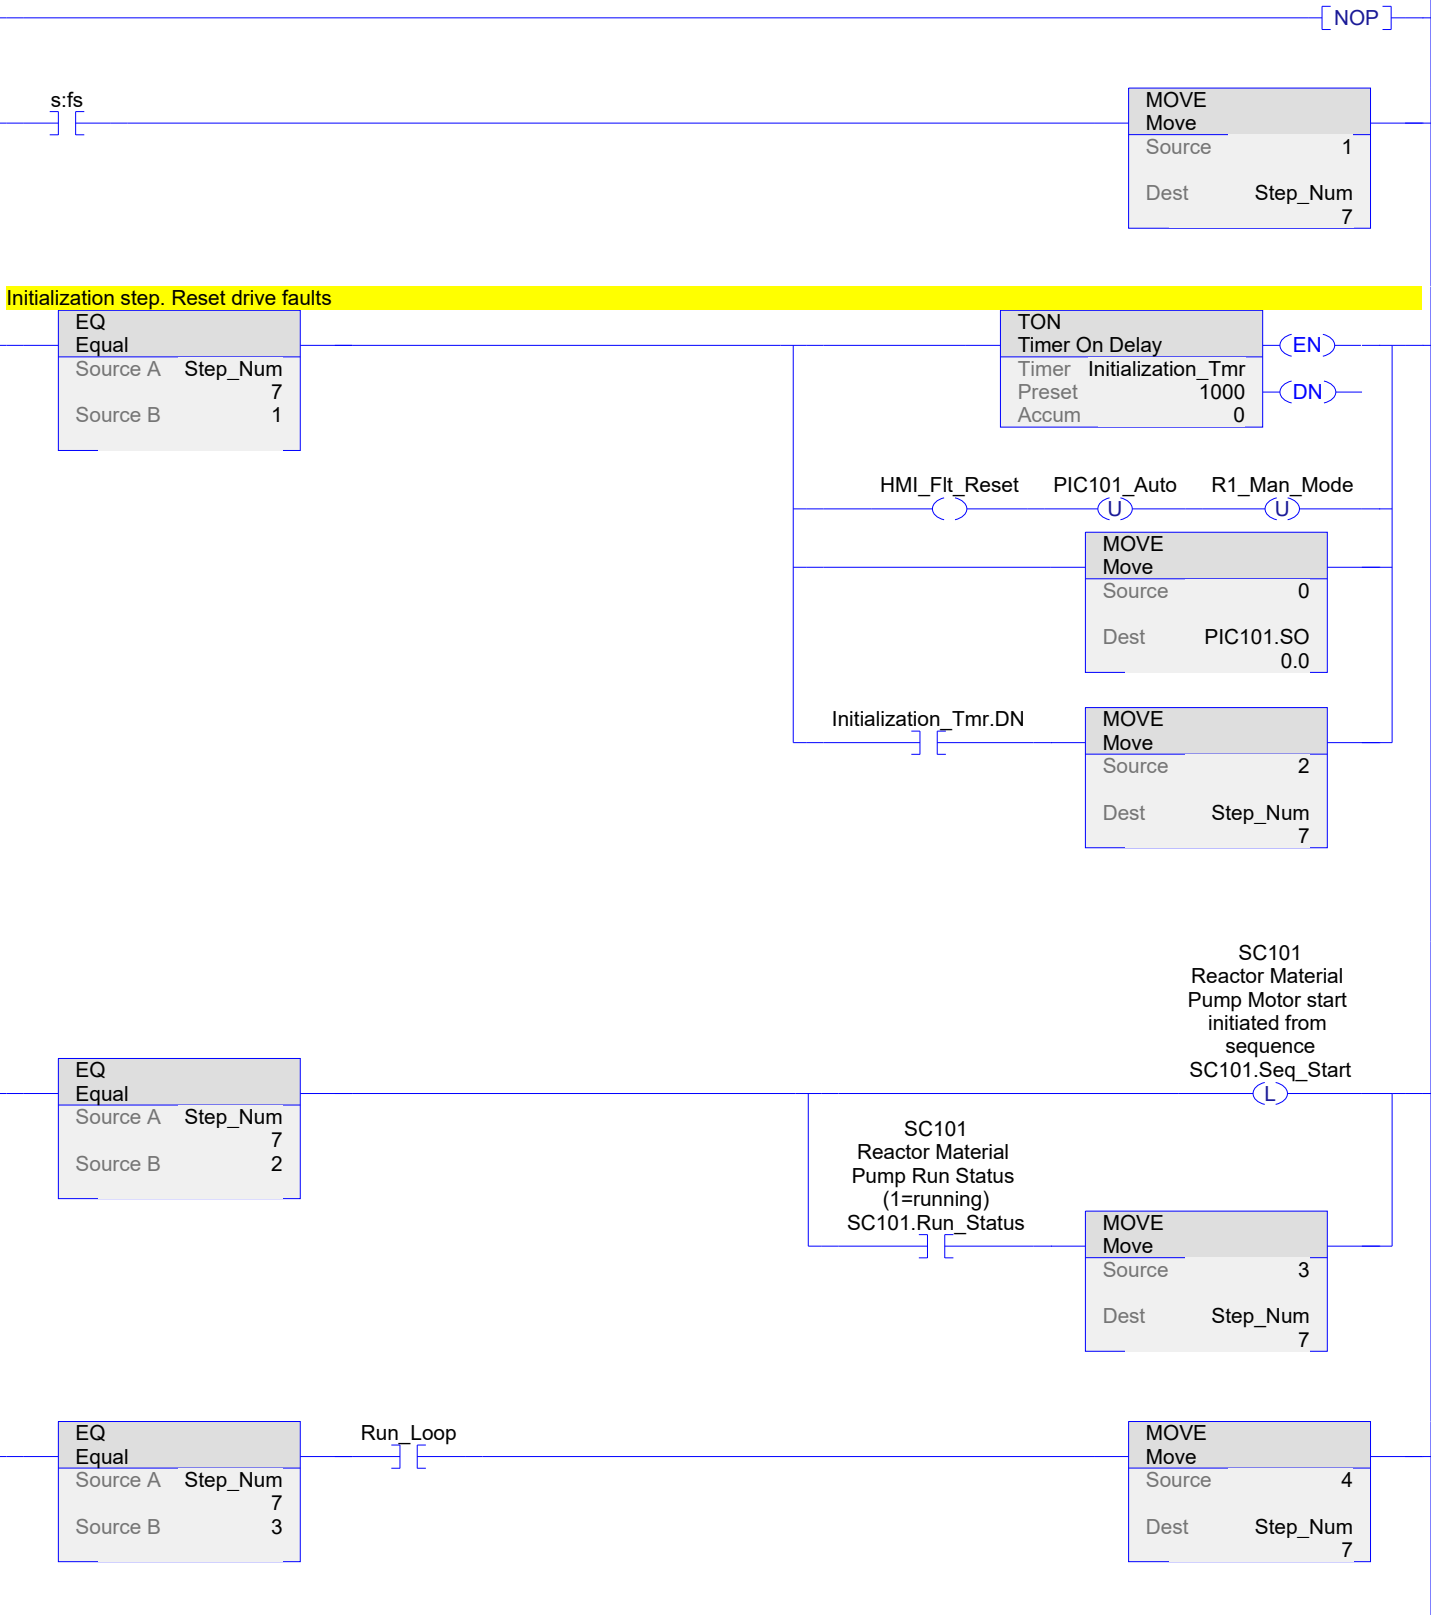 NOP
s:fs
MOVE
Move
Source 1
Dest Step_Num
7
Initialization step. Reset drive faults
EQ
Equal
Source A Step_Num
7
Source B 1
TON
Timer On Delay
Timer Initialization_Tmr
Preset 1000
Accum 0
EN
DN
HMI_Flt_Reset PIC101_Auto R1_Man_Mode
U U
MOVE
Move
Source 0
Dest PIC101.SO
0.0
Initialization_Tmr.DN
MOVE
Move
Source 2
Dest Step_Num
7
SC101
Reactor Material
Pump Motor start
initiated from
sequence
SC101.Seq_Start
L
EQ
Equal
Source A Step_Num
7
Source B 2
SC101
Reactor Material
Pump Run Status
(1=running)
SC101.Run_Status
MOVE
Move
Source 3
Dest Step_Num
7
EQ
Equal
Source A Step_Num
7
Source B 3
Run_Loop
MOVE
Move
Source 4
Dest Step_Num
7